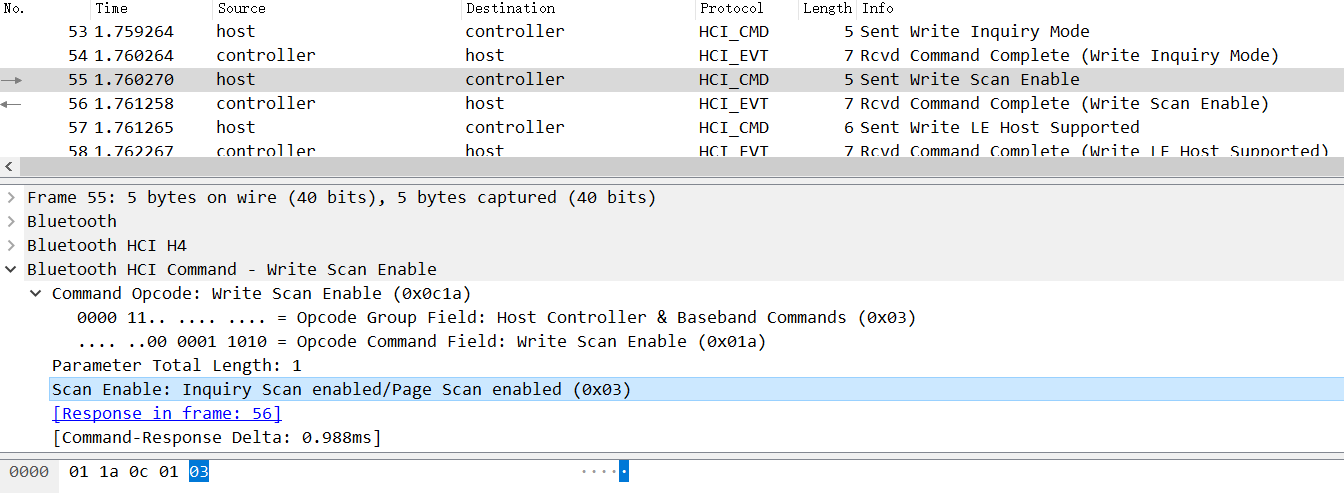 No. Time Source Destination Protocol Length Info
53 1.759264 host controller HCI_CMD 5 Sent Write Inquiry Mode
54 1.760264 controller host HCI_EVT 7 Rcvd Command Complete (Write Inquiry Mode)
55 1.760270 host controller HCI_CMD 5 Sent Write Scan Enable
56 1.761258 controller host HCI_EVT 7 Rcvd Command Complete (Write Scan Enable)
57 1.761265 host controller HCI_CMD 6 Sent Write LE Host Supported
58 1.762267 controller host HCI_EVT 7 Rcvd Command Complete (Write LE Host Supported)
Frame 55: 5 bytes on wire (40 bits), 5 bytes captured (40 bits)
Bluetooth
Bluetooth HCI H4
Bluetooth HCI Command - Write Scan Enable
Command Opcode: Write Scan Enable (0x0c1a)
0000 11.. .... .... = Opcode Group Field: Host Controller & Baseband Commands (0x03)
.... ..00 0001 1010 = Opcode Command Field: Write Scan Enable (0x01a)
Parameter Total Length: 1
Scan Enable: Inquiry Scan enabled/Page Scan enabled (0x03)
[Response in frame: 56]
[Command-Response Delta: 0.988ms]
0000 01 1a 0c 01 03 ·····